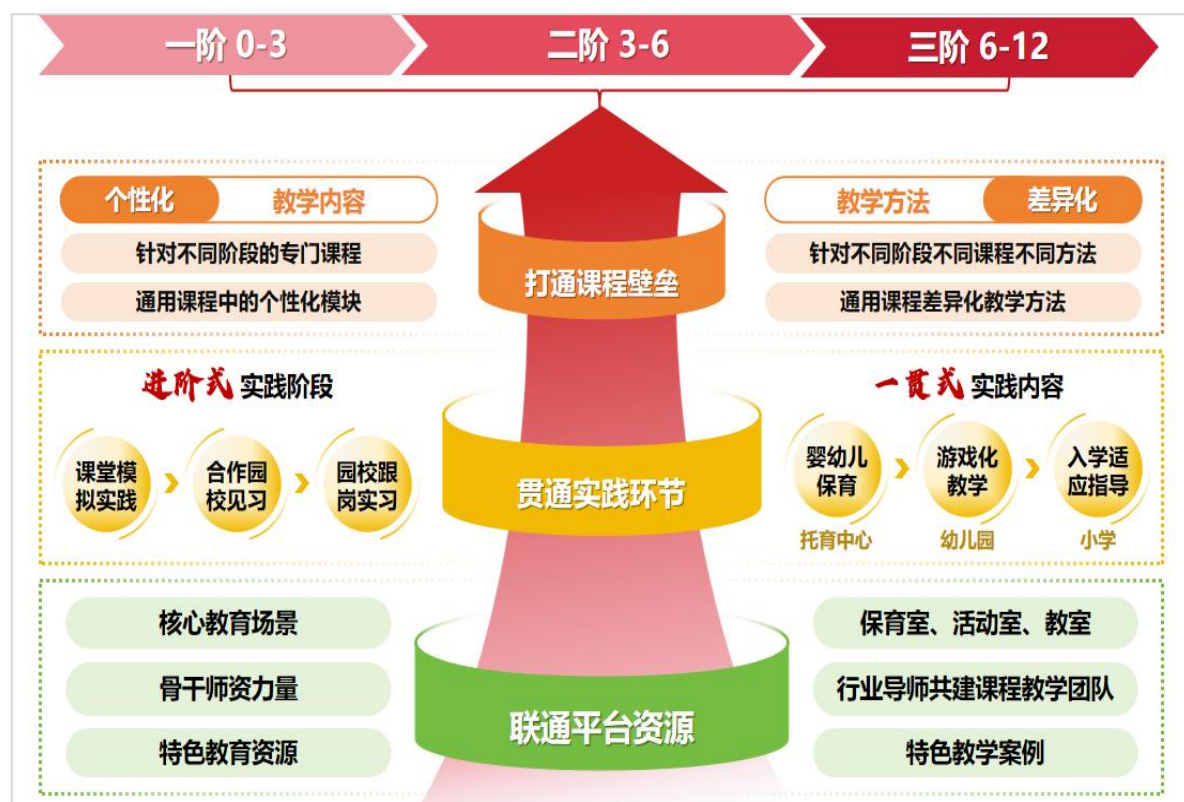 一阶 0-3
二阶 3-6
三阶 6-12
个性化 教学内容
针对不同阶段的专门课程
通用课程中的个性化模块
打通课程壁垒
教学方法 差异化
针对不同阶段不同课程不同方法
通用课程差异化教学方法
进阶式 实践阶段
课堂模
拟实践
合作园
校见习
园校跟
岗实习
贯通实践环节
一贯式 实践内容
婴幼儿
保育
托育中心
游戏化
教学
幼儿园
入学适
应指导
小学
核心教育场景
骨干师资力量
特色教育资源
联通平台资源
保育室、活动室、教室
行业导师共建课程教学团队
特色教学案例